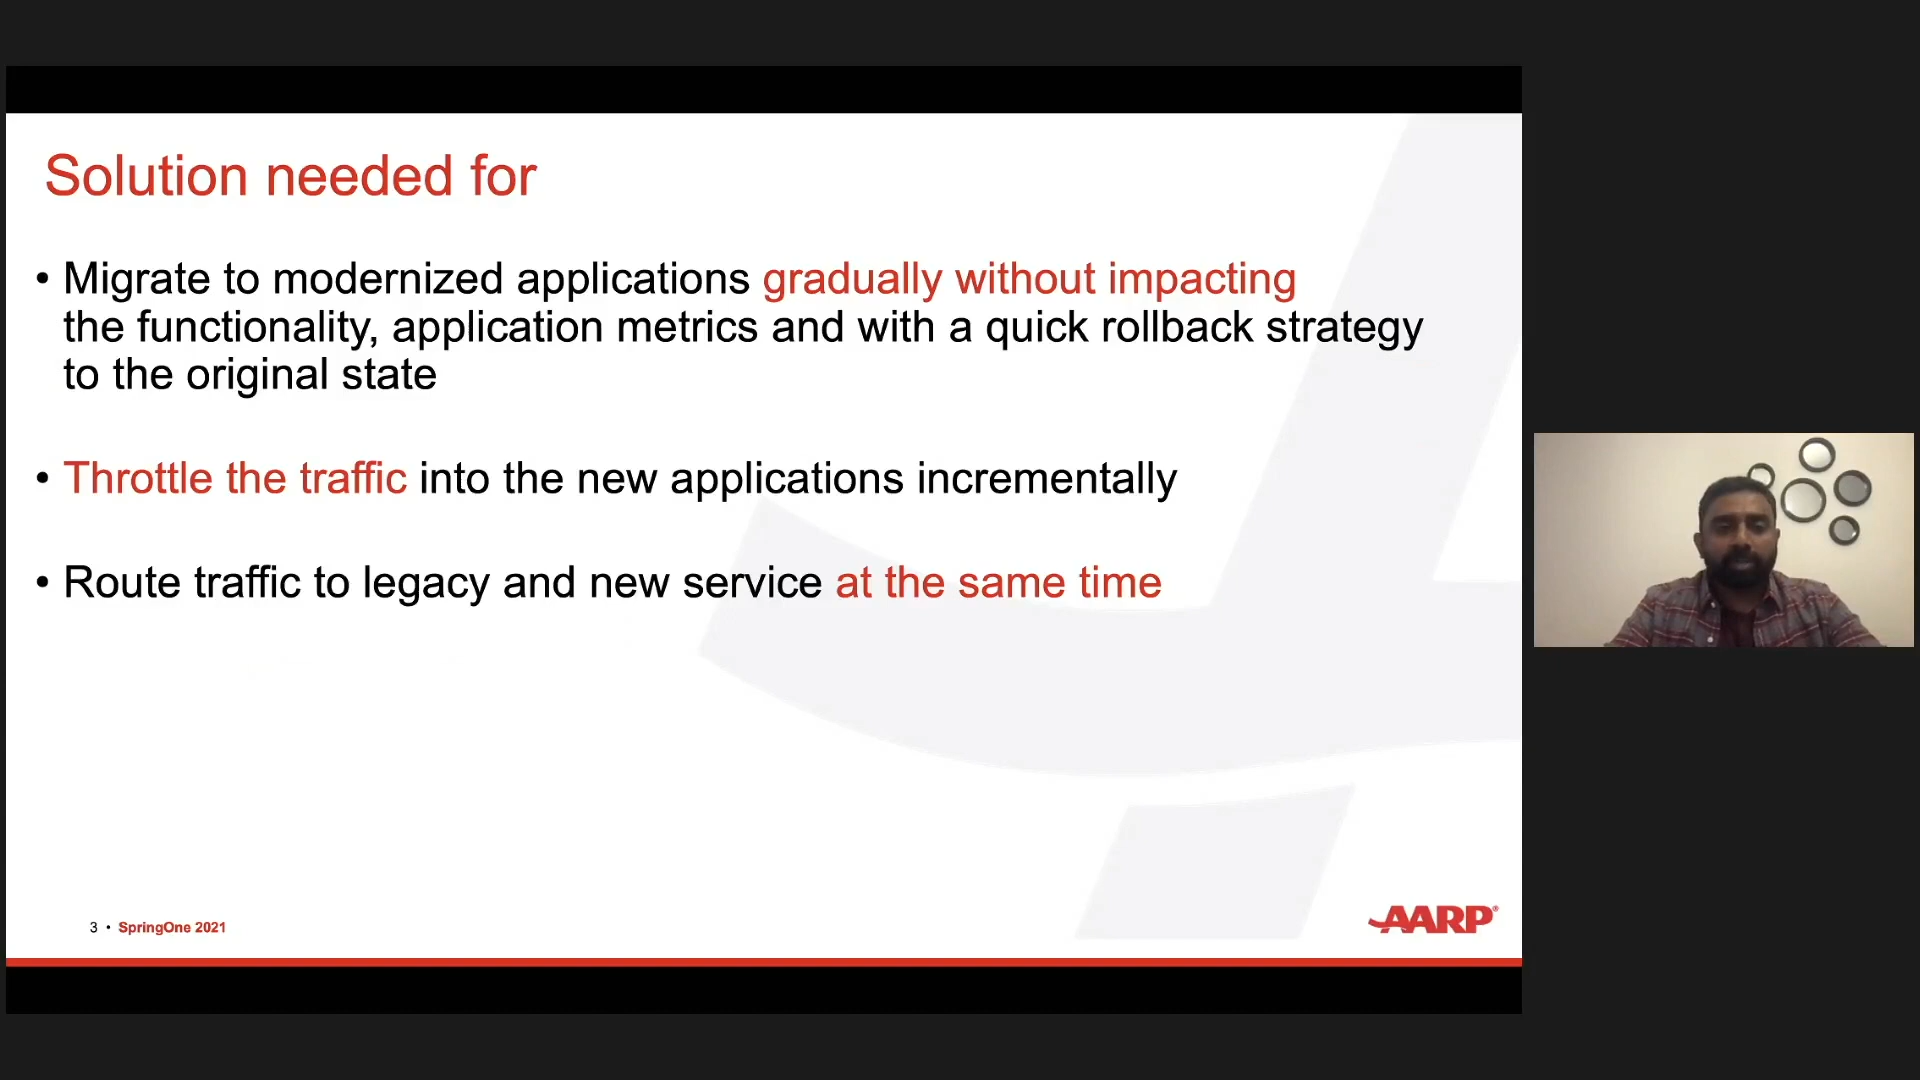 Solution needed for
• Migrate to modernized applications gradually without impacting
the functionality, application metrics and with a quick rollback strategy
to the original state
• Throttle the traffic into the new applications incrementally
• Route traffic to legacy and new service at the same time
3 • SpringOne 2021
AARP®